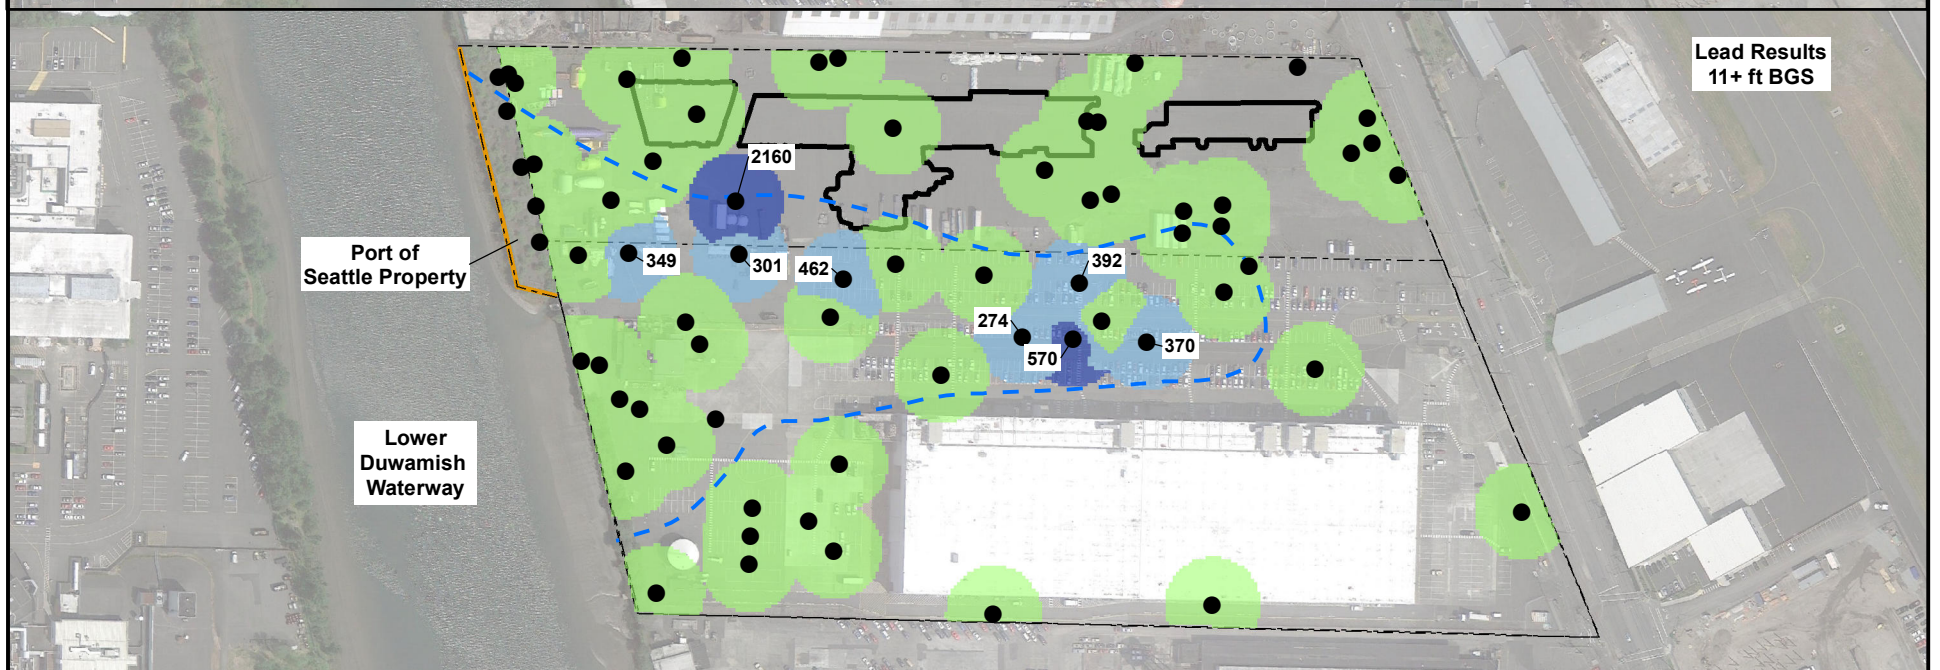 Lead Results
11+ ft BGS
2160
Port of
Seattle Property
349
301
462
392
274
570
370
Lower
Duwamish
Waterway